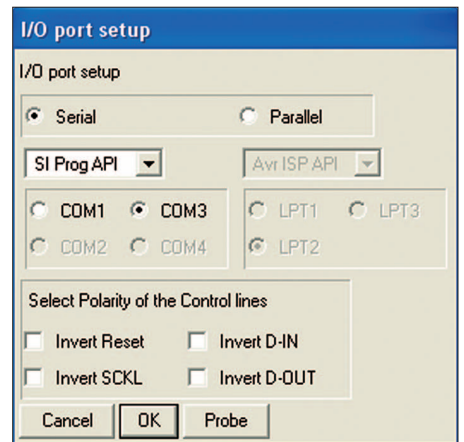 I/O port setup
I/O port setup
Serial Parallel
SI Prog API Avr ISP API
COM1 COM3 LPT1 LPT3
COM2 COM4 LPT2
Select Polarity of the Control lines
Invert Reset Invert D-IN
Invert SCKL Invert D-OUT
Cancel OK Probe